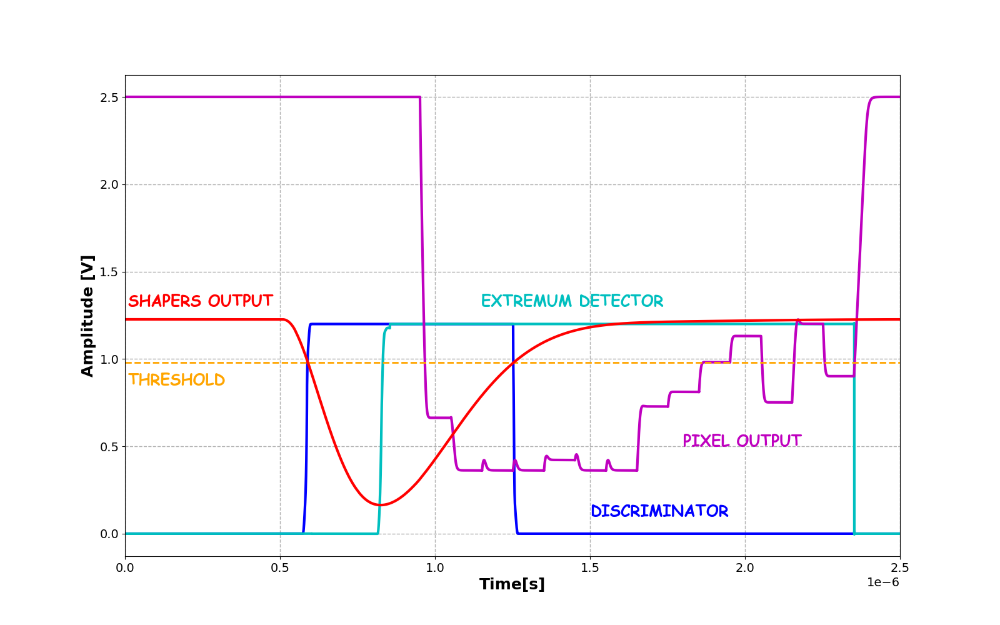 2.5
2.0
Amplitude [V]
1.5
SHAPERS OUTPUT
EXTREMUM DETECTOR
1.0
THRESHOLD
PIXEL OUTPUT
0.5
DISCRIMINATOR
0.0
0.0 0.5 1.0 1.5 2.0 2.5
Time[s]
1e−6